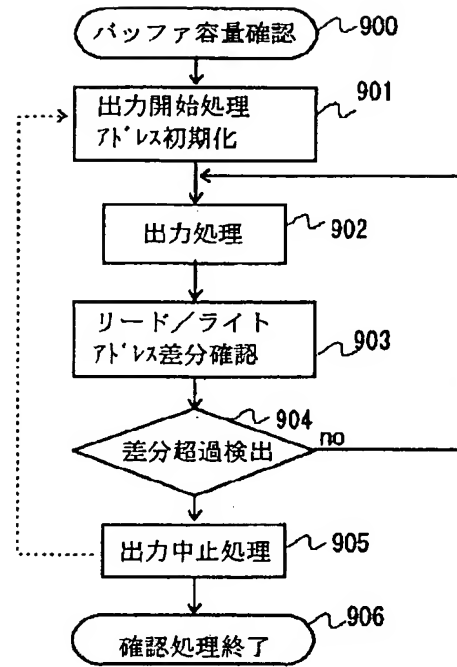 バッファ容量確認
900
出力開始処理
アドレス初期化
901
出力処理
902
リード／ライト
アドレス差分確認
903
904
差分超過検出
no
出力中止処理
905
確認処理終了
906